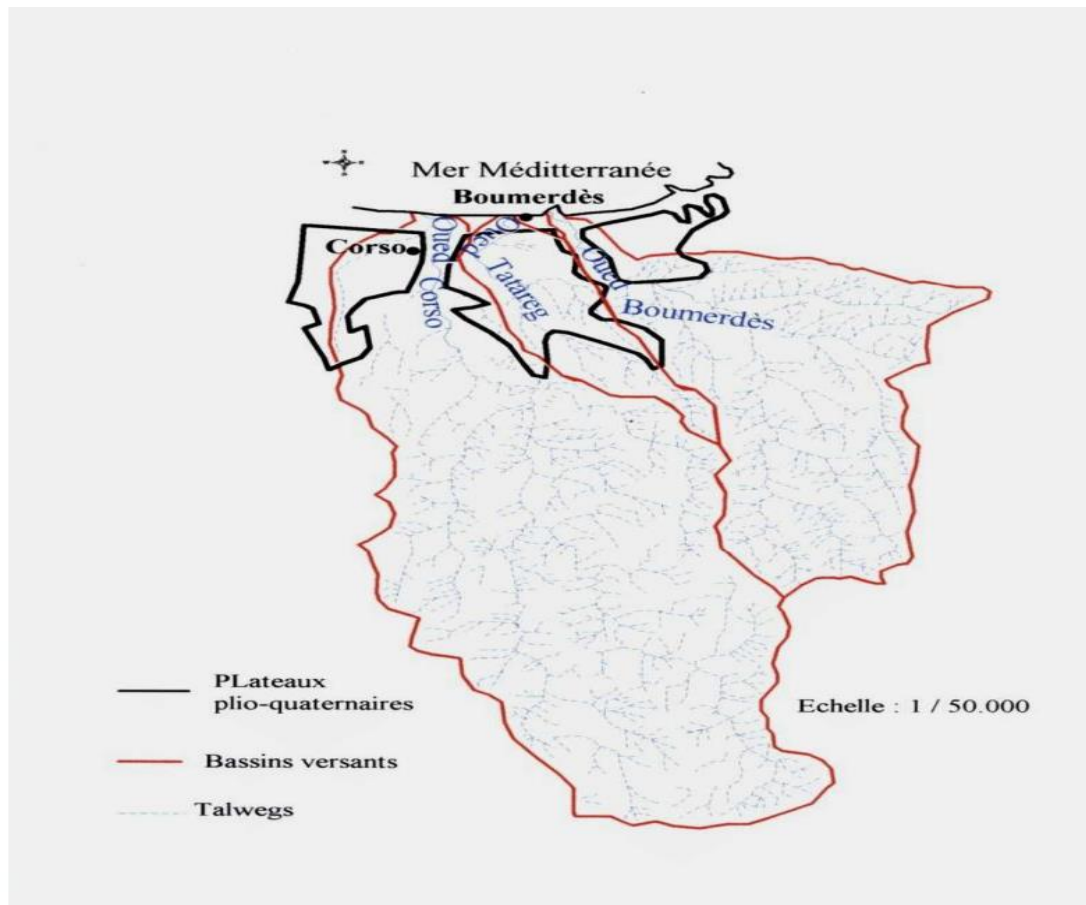 Mer Méditterranée
Boumerdès
Corso
Oued Corso
Oued Tatareg
Oued Boumerdès
PLateaux
plio-quaternaires
Echelle : 1 / 50.000
Bassins versants
Talwegs